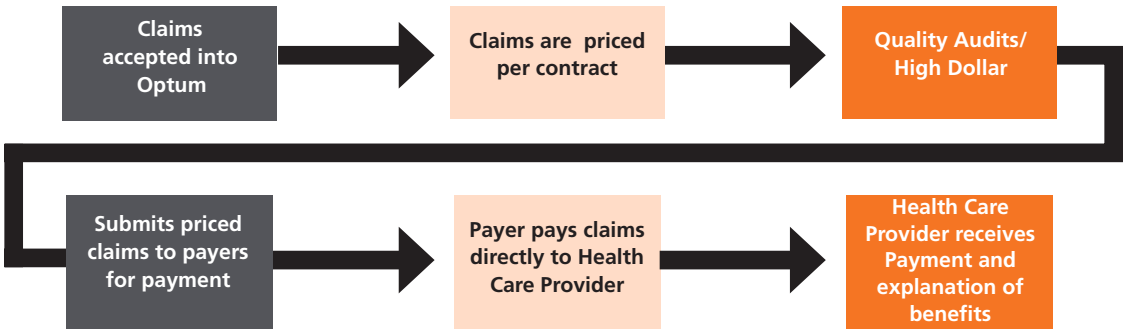 Claims
accepted into
Optum
Claims are priced
per contract
Quality Audits/
High Dollar
Submits priced
claims to payers
for payment
Payer pays claims
directly to Health
Care Provider
Health Care
Provider receives
Payment and
explanation of
benefits